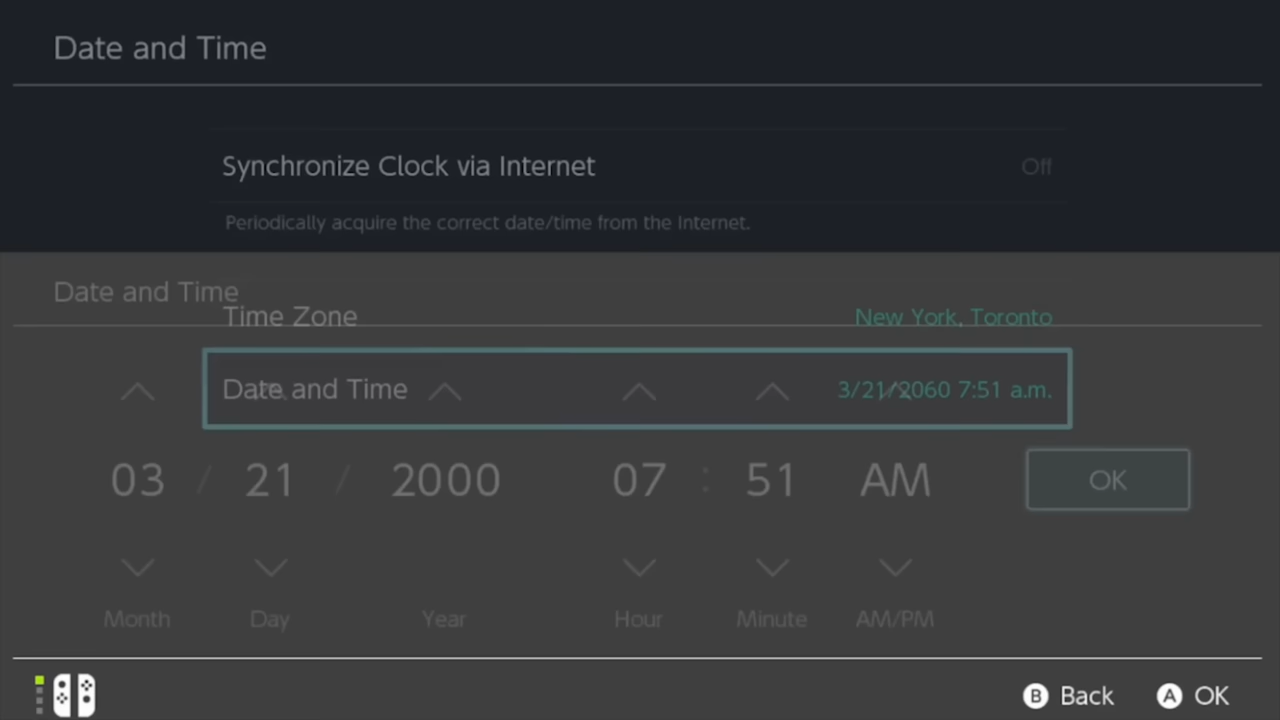 Date and Time
Synchronize Clock via Internet Off
Periodically acquire the correct date/time from the Internet.
Date and Time
Time Zone New York, Toronto
Date and Time 3/21/2060 7:51 a.m.
03 / 21 / 2000 07 : 51 AM OK
Month Day Year Hour Minute AM/PM
B Back A OK